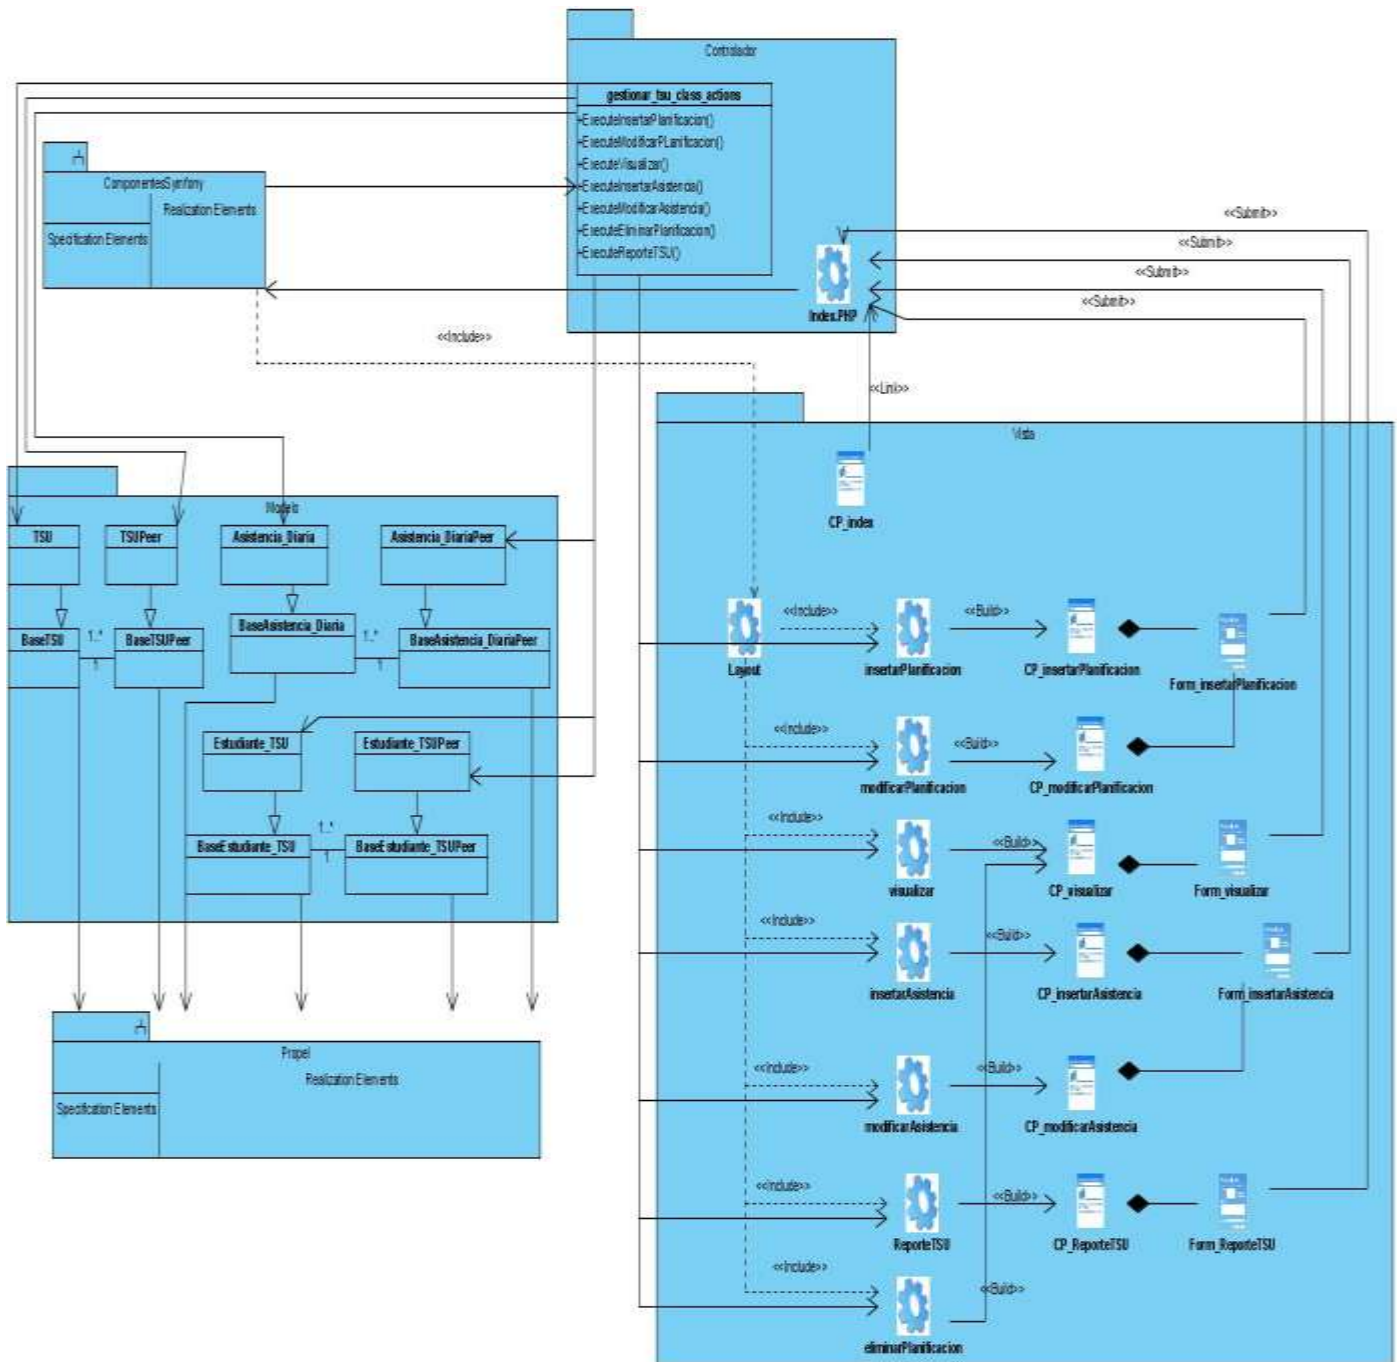 Controlador
gestionar_tsu_class_actions
+ExecuteInsertarPlanificacion()
+ExecuteModificarPLanificacion()
+ExecuteVisualizar()
+ExecuteInsertarAsistencia()
+ExecuteModificarAsistencia()
+ExecuteEliminarPlanificacion()
+ExecuteReporteTSU()
ComponentesSymfony
Realization Elements
Specification Elements
<<Submit>>
<<Submit>>
<<Submit>>
<<Submit>>
Index.PHP
<<Include>>
<<Link>>
Vista
CP_index
Modelo
TSU
TSUPeer
Asistencia_Diaria
Asistencia_DiariaPeer
BaseTSU
1..*
1
BaseTSUPeer
BaseAsistencia_Diaria
1..*
1
BaseAsistencia_DiariaPeer
Estudiante_TSU
Estudiante_TSUPeer
BaseEstudiante_TSU
1..*
1
BaseEstudiante_TSUPeer
Propel
Realization Elements
Specification Elements
Layout
<<Include>>
insertarPlanificacion
<<Build>>
CP_insertarPlanificacion
Form_insertarPlanificacion
<<Include>>
modificarPlanificacion
<<Build>>
CP_modificarPlanificacion
<<Include>>
visualizar
<<Build>>
CP_visualizar
Form_visualizar
<<Include>>
insertarAsistencia
<<Build>>
CP_insertarAsistencia
Form_insertarAsistencia
<<Include>>
modificarAsistencia
<<Build>>
CP_modificarAsistencia
<<Include>>
ReporteTSU
<<Build>>
CP_ReporteTSU
Form_ReporteTSU
<<Include>>
eliminarPlanificacion
<<Build>>